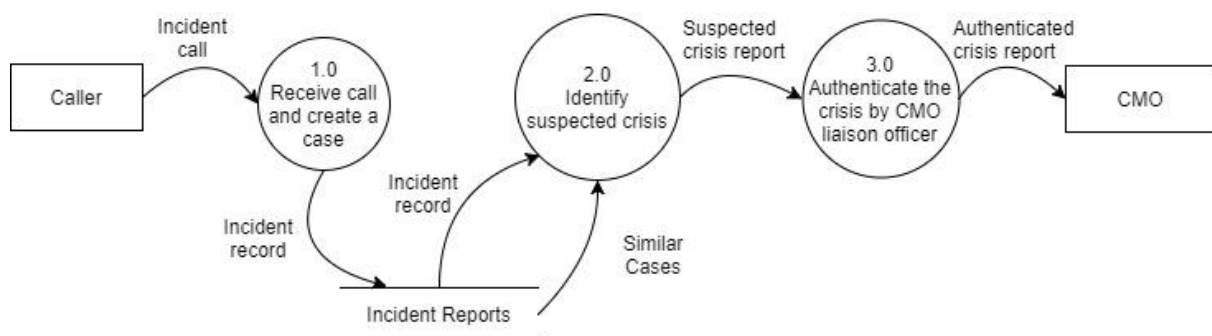 Incident
call
Caller
1.0
Receive call
and create a
case
Incident
record
Incident Reports
Incident
record
Similar
Cases
2.0
Identify
suspected crisis
Suspected
crisis report
3.0
Authenticate the
crisis by CMO
liaison officer
Authenticated
crisis report
CMO